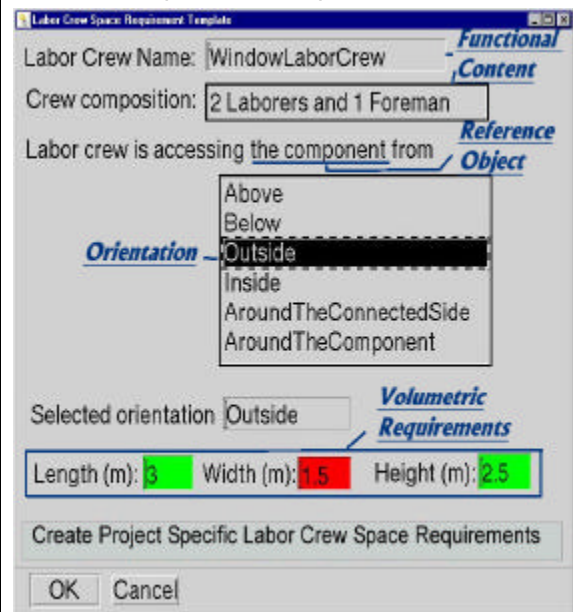 Labor Crew Space Requirement Template
Labor Crew Name: WindowLaborCrew
Functional
Content
Crew composition: 2 Laborers and 1 Foreman
Reference
Object
Labor crew is accessing the component from
Above
Below
Orientation
Outside
Inside
AroundTheConnectedSide
AroundTheComponent
Selected orientation Outside
Volumetric
Requirements
Length (m): 3 Width (m): 1.5 Height (m): 2.5
Create Project Specific Labor Crew Space Requirements
OK Cancel